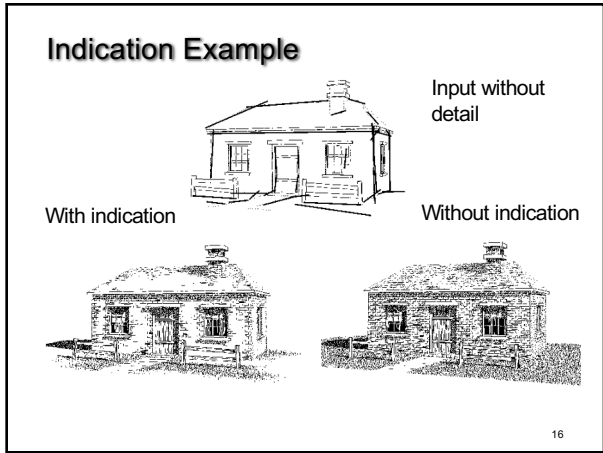 Indication Example
Input without
detail
With indication
Without indication
16